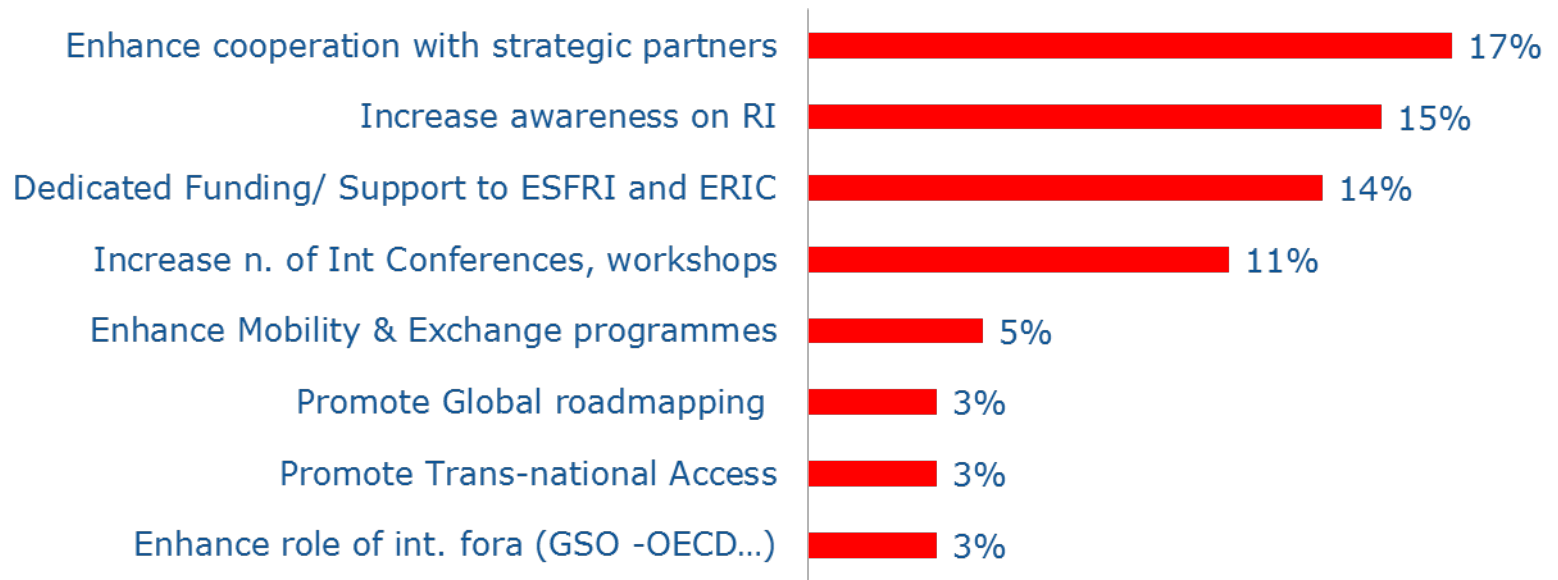 Enhance cooperation with strategic partners 17%
Increase awareness on RI 15%
Dedicated Funding/ Support to ESFRI and ERIC 14%
Increase n. of Int Conferences, workshops 11%
Enhance Mobility & Exchange programmes 5%
Promote Global roadmapping 3%
Promote Trans-national Access 3%
Enhance role of int. fora (GSO -OECD…) 3%